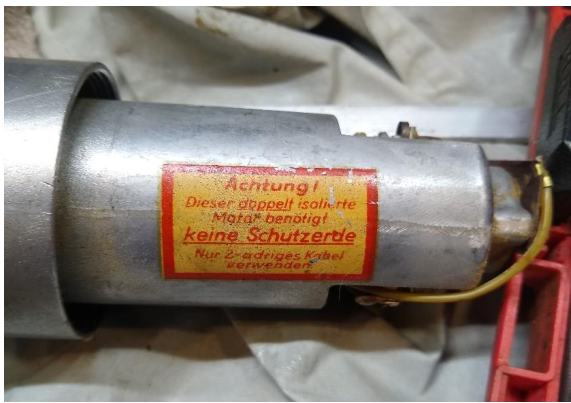 Achtung!
Dieser doppelt isolierte
Motor benötigt
keine Schutzerde
Nur 2-adriges Kabel
verwenden